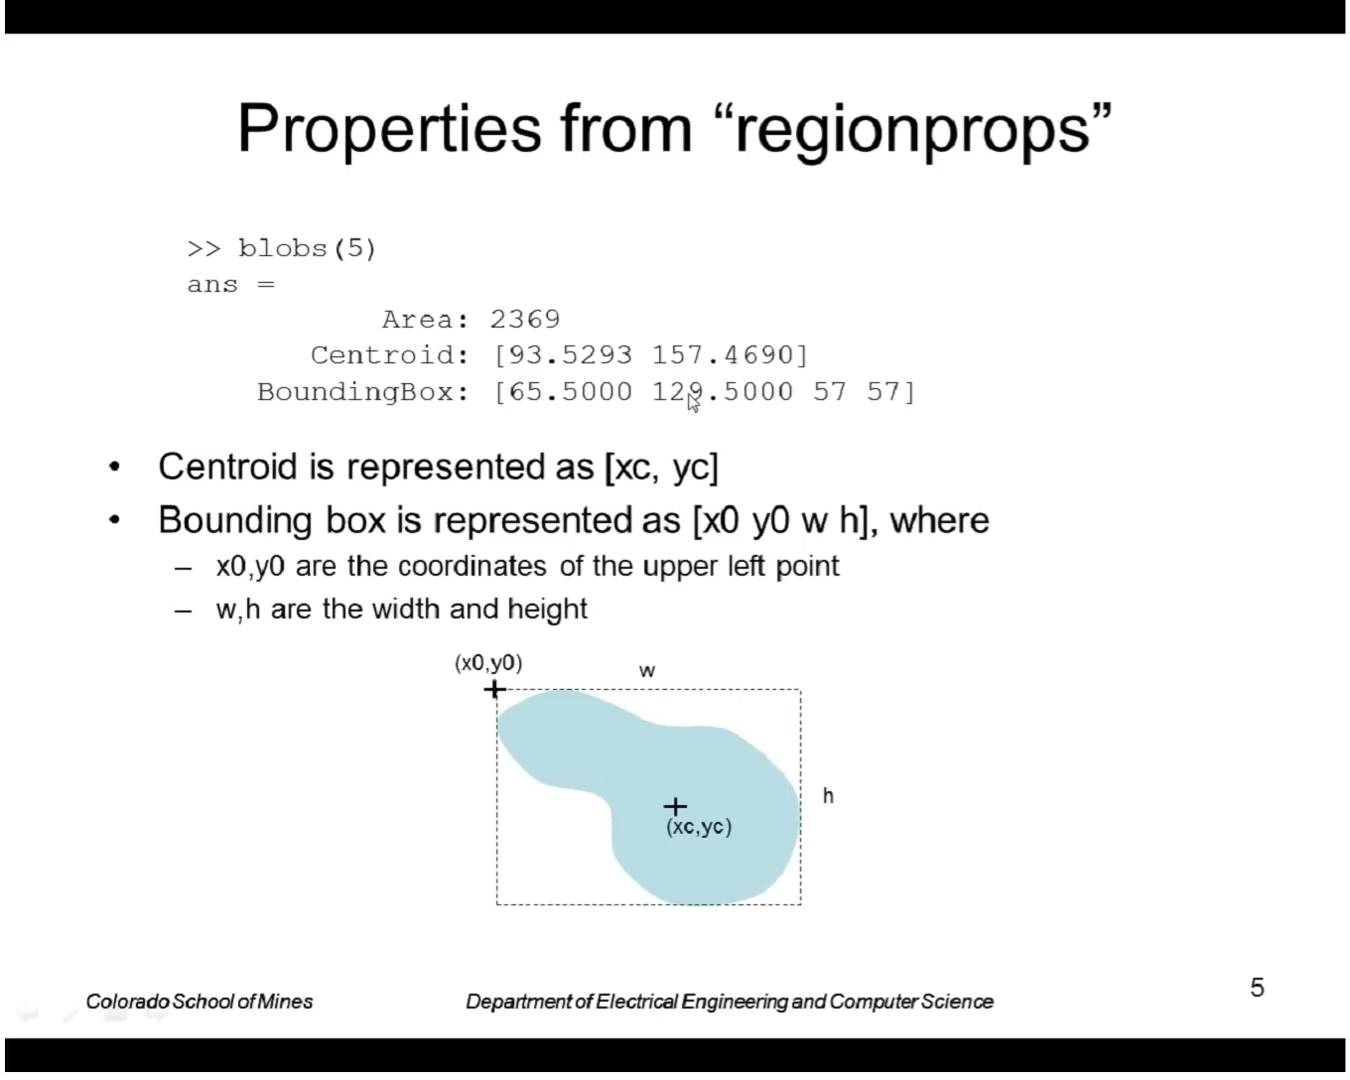 Properties from “regionprops”
>> blobs(5)
ans =
Area: 2369
Centroid: [93.5293 157.4690]
BoundingBox: [65.5000 129.5000 57 57]
• Centroid is represented as [xc, yc]
• Bounding box is represented as [x0 y0 w h], where
– x0,y0 are the coordinates of the upper left point
– w,h are the width and height
(x0,y0)
w
h
(xc,yc)
Colorado School of Mines
Department of Electrical Engineering and Computer Science
5